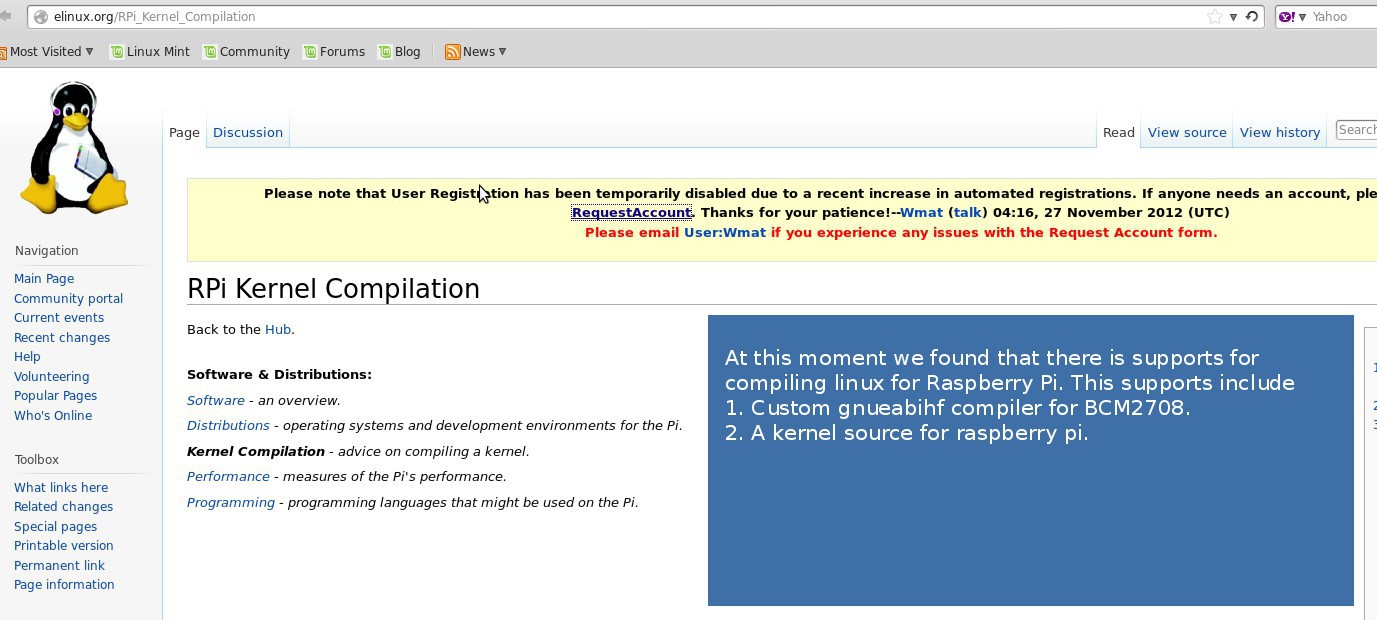 elinux.org/RPi_Kernel_Compilation
Yahoo
Most Visited
Linux Mint
Community
Forums
Blog
News
Page
Discussion
Read
View source
View history
Search
Please note that User Registration has been temporarily disabled due to a recent increase in automated registrations. If anyone needs an account, ple
RequestAccount. Thanks for your patience!--Wmat (talk) 04:16, 27 November 2012 (UTC)
Please email User:Wmat if you experience any issues with the Request Account form.
Navigation
Main Page
Community portal
Current events
Recent changes
Help
Volunteering
Popular Pages
Who's Online
Toolbox
What links here
Related changes
Special pages
Printable version
Permanent link
Page information
RPi Kernel Compilation
Back to the Hub.
Software & Distributions:
Software - an overview.
Distributions - operating systems and development environments for the Pi.
Kernel Compilation - advice on compiling a kernel.
Performance - measures of the Pi's performance.
Programming - programming languages that might be used on the Pi.
At this moment we found that there is supports for
compiling linux for Raspberry Pi. This supports include
1. Custom gnueabihf compiler for BCM2708.
2. A kernel source for raspberry pi.